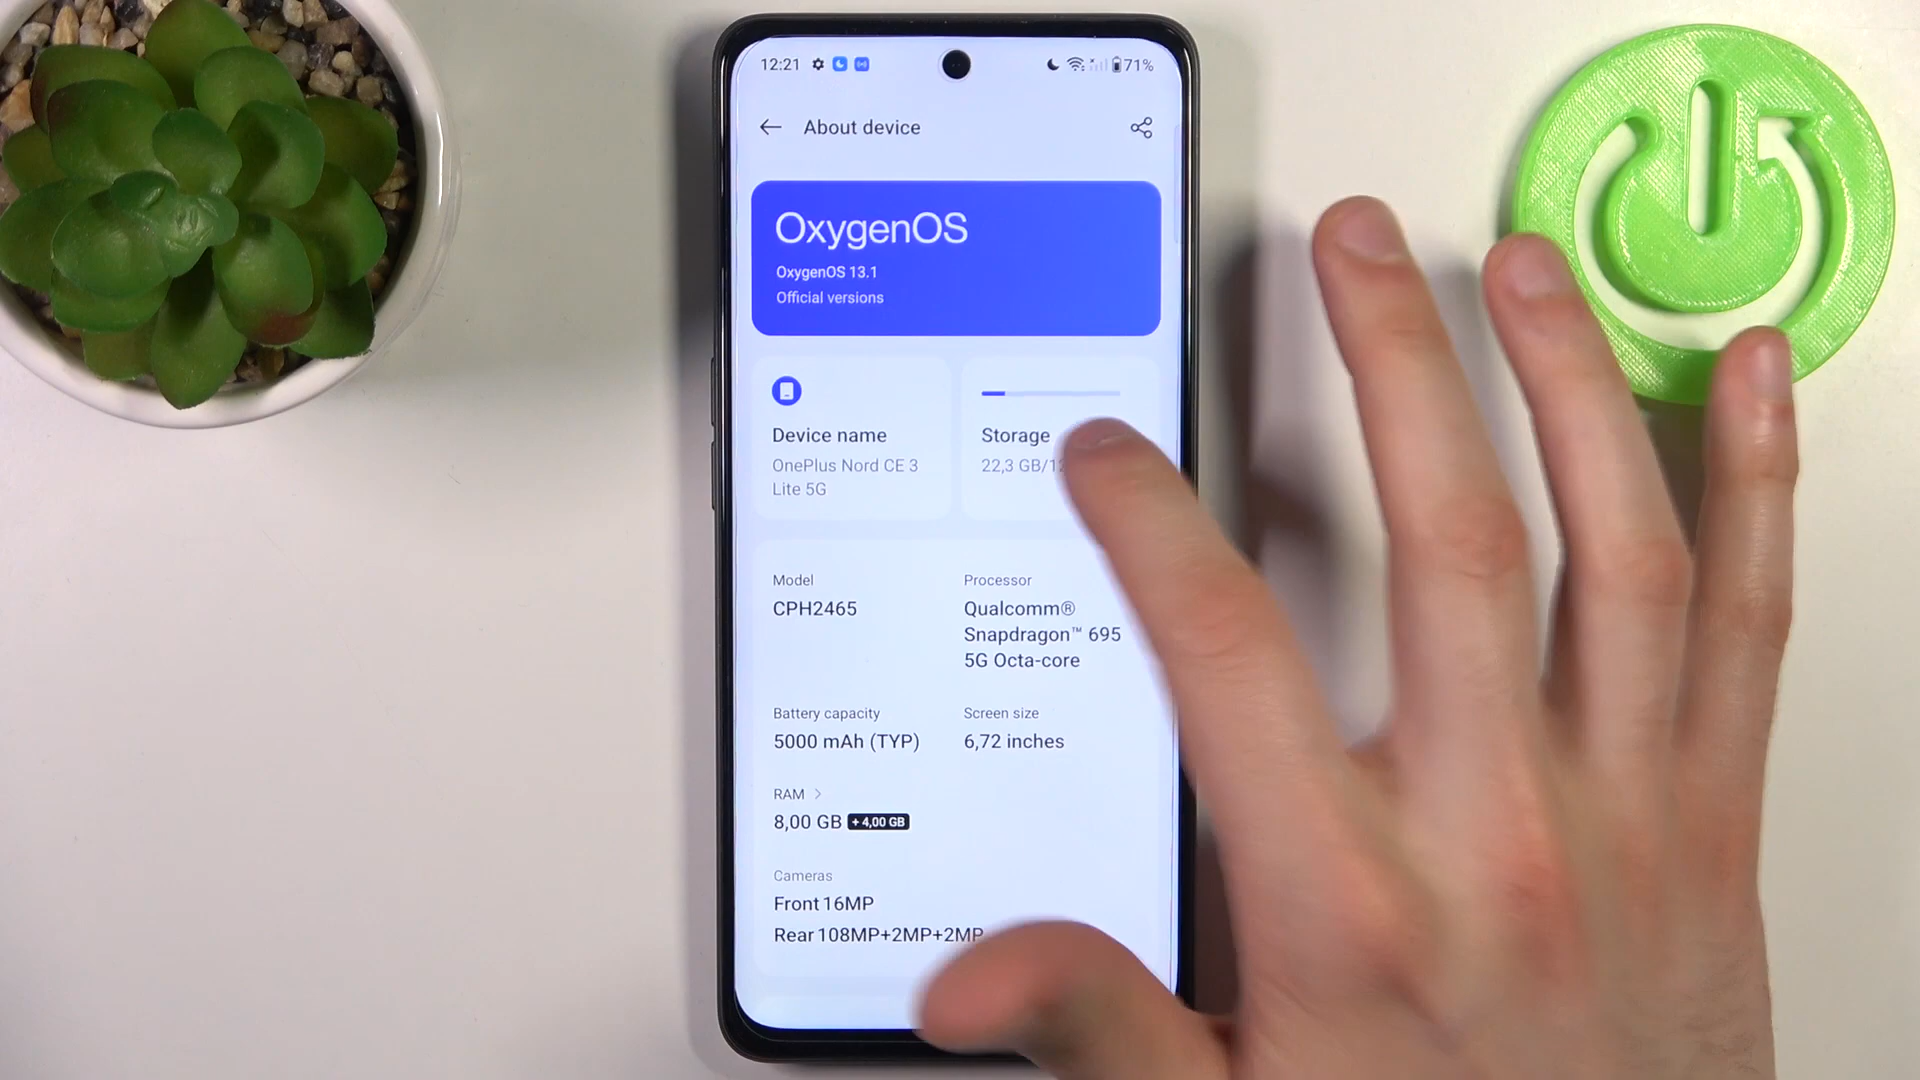 12:21
71%
About device
OxygenOS
OxygenOS 13.1
Official versions
Device name
OnePlus Nord CE 3
Lite 5G
Storage
22,3 GB/
Model
CPH2465
Processor
Qualcomm®
Snapdragon™ 695
5G Octa-core
Battery capacity
5000 mAh (TYP)
Screen size
6,72 inches
RAM >
8,00 GB + 4,00 GB
Cameras
Front 16MP
Rear 108MP+2MP+2MP